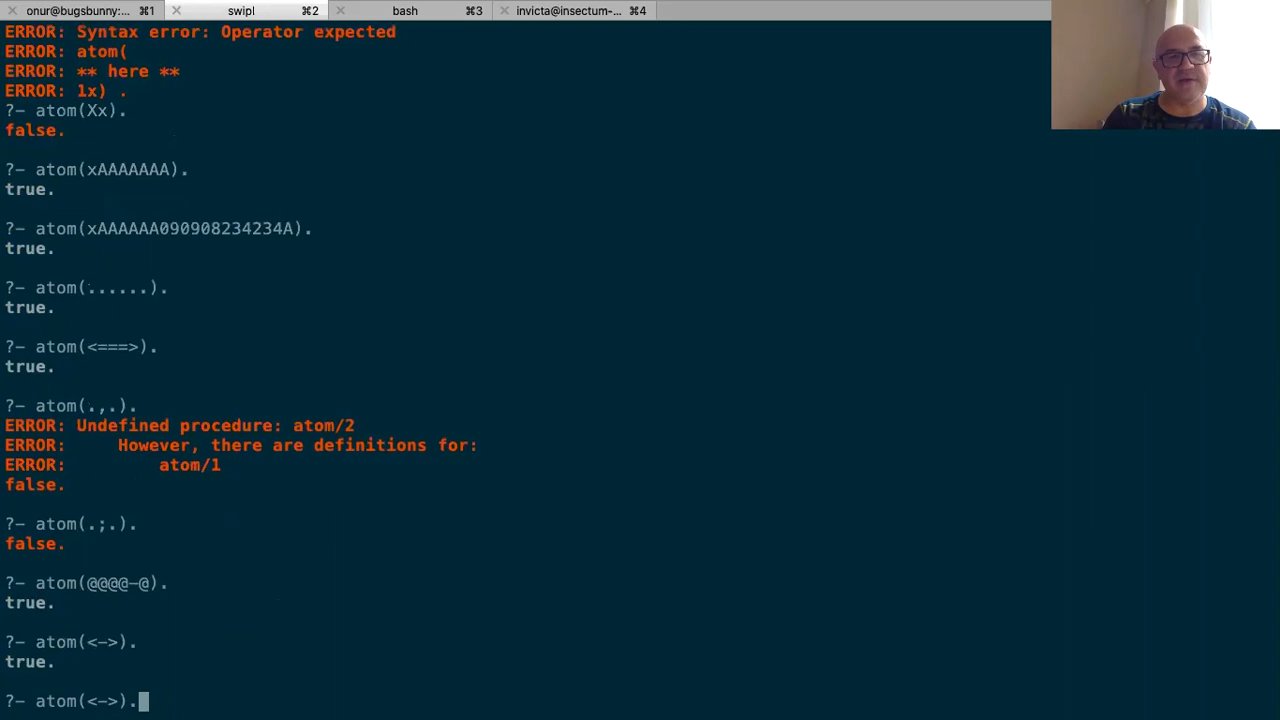 onur@bugsbunny:... ⌘1 swipl ⌘2 bash ⌘3 invicta@insectum-... ⌘4
ERROR: Syntax error: Operator expected
ERROR: atom(
ERROR: ** here **
ERROR: 1x) .
?- atom(Xx).
false.
?- atom(xAAAAAAA).
true.
?- atom(xAAAAAA090908234234A).
true.
?- atom(......).
true.
?- atom(<===>).
true.
?- atom(.,.).
ERROR: Undefined procedure: atom/2
ERROR: However, there are definitions for:
ERROR: atom/1
false.
?- atom(.;.).
false.
?- atom(@@@@-@).
true.
?- atom(<->).
true.
?- atom(<->).